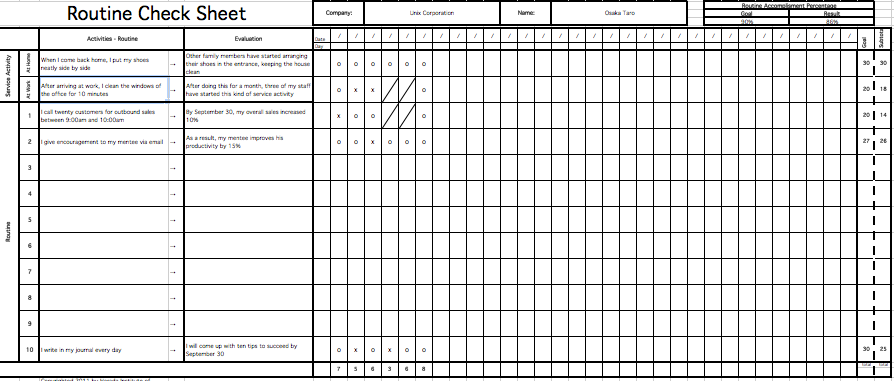 Routine Check Sheet
Company:
Unix Corporation
Name:
Osaka Taro
Routine Accomplisment Percentage
Goal
Result
90%
86%
Activities - Routine
Evaluation
Date
Day
/ / / / / / / / / / / / / / / / / / / / / / / / / / / / / / /
Goal
Subtotal
Service Activity
At Home
When I come back home, I put my shoes
neatly side by side
→
Other family members have started arranging
their shoes in the entrance, keeping the house
clean
o o o o o o
30
30
At Work
After arriving at work, I clean the windows of
the office for 10 minutes
→
After doing this for a month, three of my staff
have started this kind of service activity
o x x o
20
18
Routine
1
I call twenty customers for outbound sales
between 9:00am and 10:00am
→
By September 30, my overall sales increased
10%
x o o o
20
14
2
I give encouragement to my mentee via email
→
As a result, my mentee improves his
productivity by 15%
o o x o o o
27
26
3
→
4
→
5
→
6
→
7
→
8
→
9
→
10
I write in my journal every day
→
I will come up with ten tips to succeed by
September 30
o x o x o o
30
25
7 5 6 3 6 8
total
total